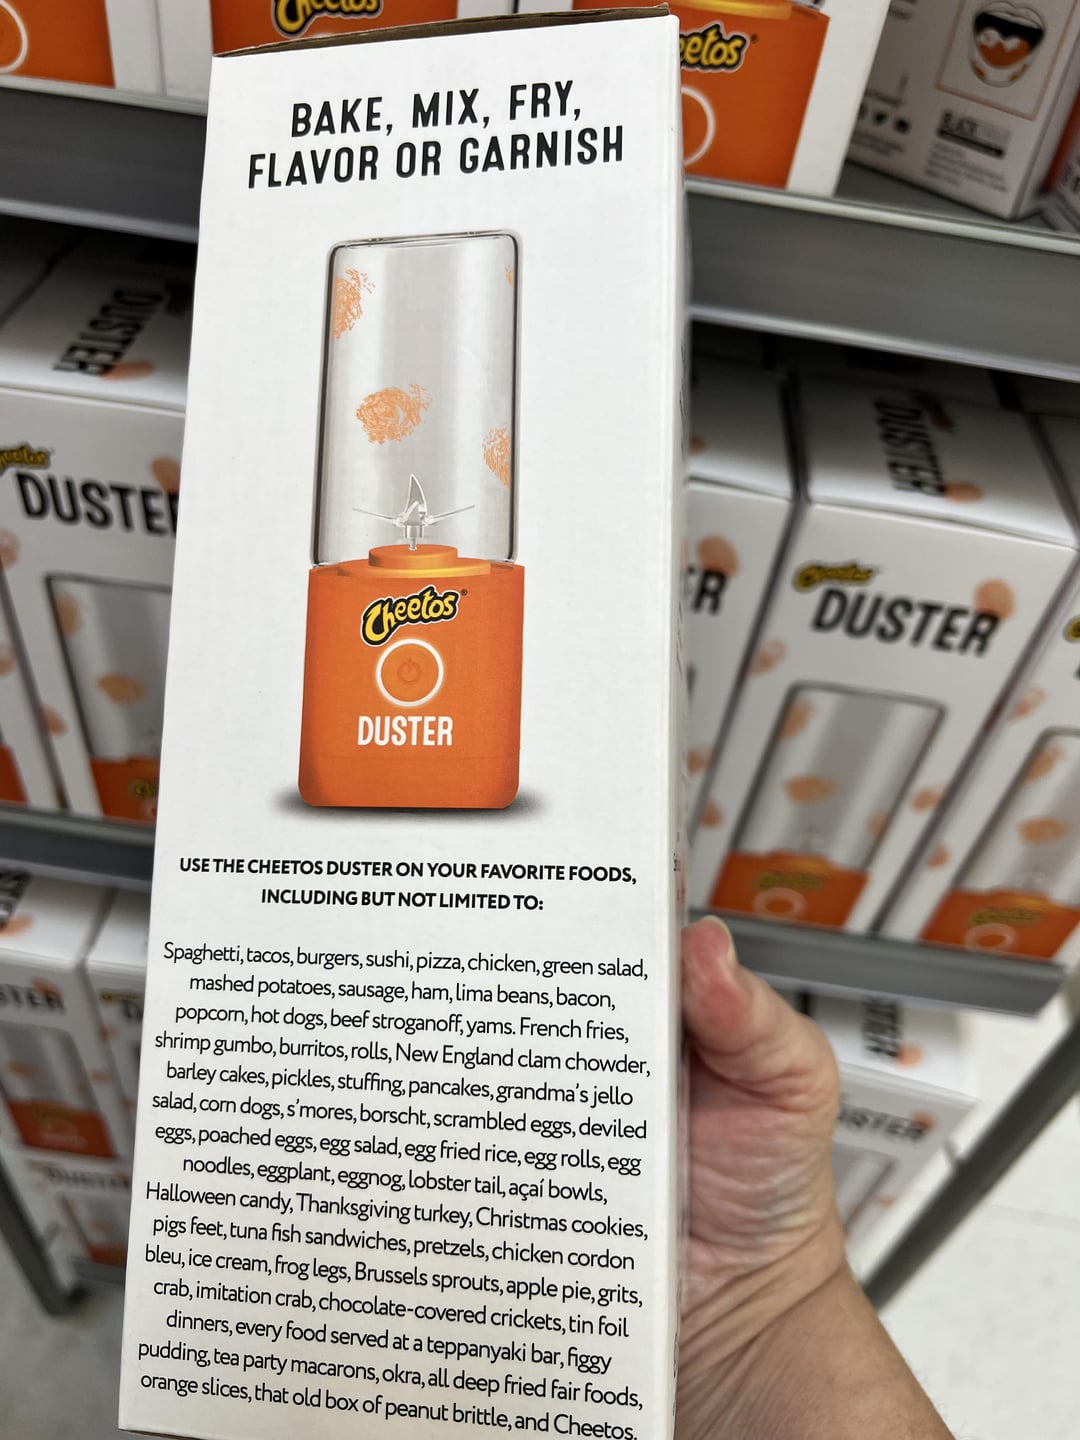 Cheetos
eetos
BAKE, MIX, FRY,
FLAVOR OR GARNISH
Cheetos®
DUSTER
USE THE CHEETOS DUSTER ON YOUR FAVORITE FOODS,
INCLUDING BUT NOT LIMITED TO:
Spaghetti, tacos, burgers, sushi, pizza, chicken, green salad,
mashed potatoes, sausage, ham, lima beans, bacon,
popcorn, hot dogs, beef stroganoff, yams. French fries,
shrimp gumbo, burritos, rolls, New England clam chowder,
barley cakes, pickles, stuffing, pancakes, grandma's jello
salad, corn dogs, s'mores, borscht, scrambled eggs, deviled
eggs, poached eggs, egg salad, egg fried rice, egg rolls, egg
noodles, eggplant, eggnog, lobster tail, açaí bowls,
Halloween candy, Thanksgiving turkey, Christmas cookies,
pigs feet, tuna fish sandwiches, pretzels, chicken cordon
bleu, ice cream, frog legs, Brussels sprouts, apple pie, grits,
crab, imitation crab, chocolate-covered crickets, tin foil
dinners, every food served at a teppanyaki bar, figgy
pudding, tea party macarons, okra, all deep fried fair foods,
orange slices, that old box of peanut brittle, and Cheetos.
DUSTER
DUSTE
DUSTER
R
Cheetos
DUSTER
STER
DUSTER